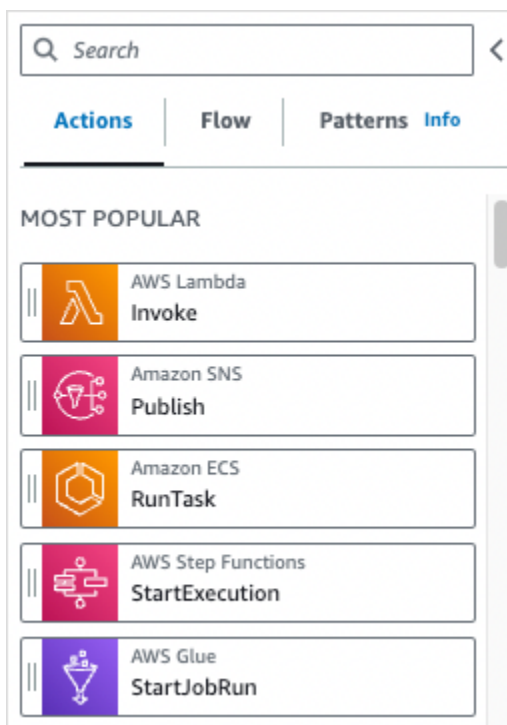 Search
Actions Flow Patterns Info
MOST POPULAR
AWS Lambda
Invoke
Amazon SNS
Publish
Amazon ECS
RunTask
AWS Step Functions
StartExecution
AWS Glue
StartJobRun